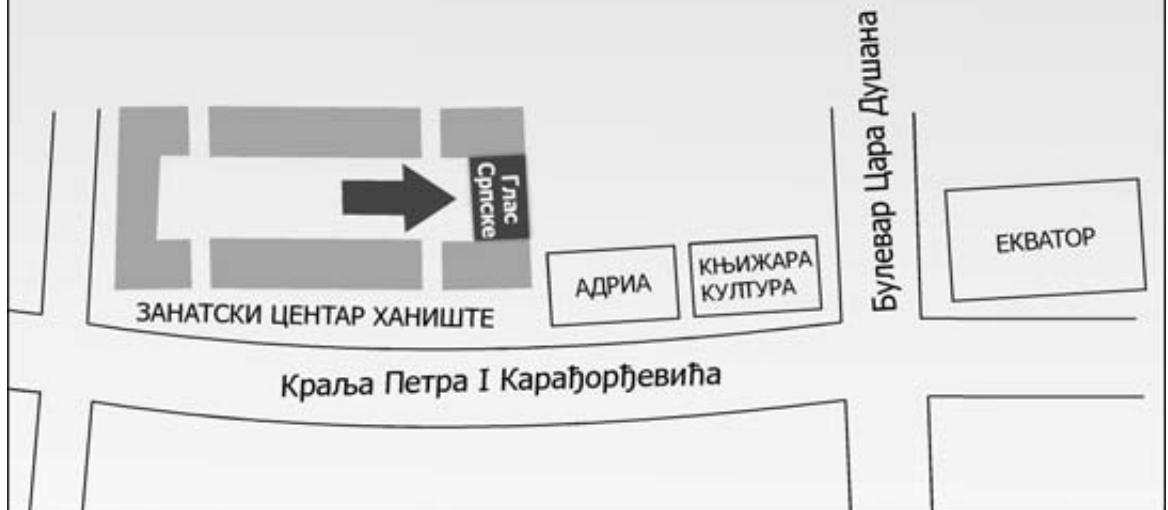 Глас
Српске
АДРИА
КЊИЖАРА
КУЛТУРА
ЕКВАТОР
Булевар Цара Душана
ЗАНАТСКИ ЦЕНТАР ХАНИШТЕ
Краља Петра I Карађорђевића